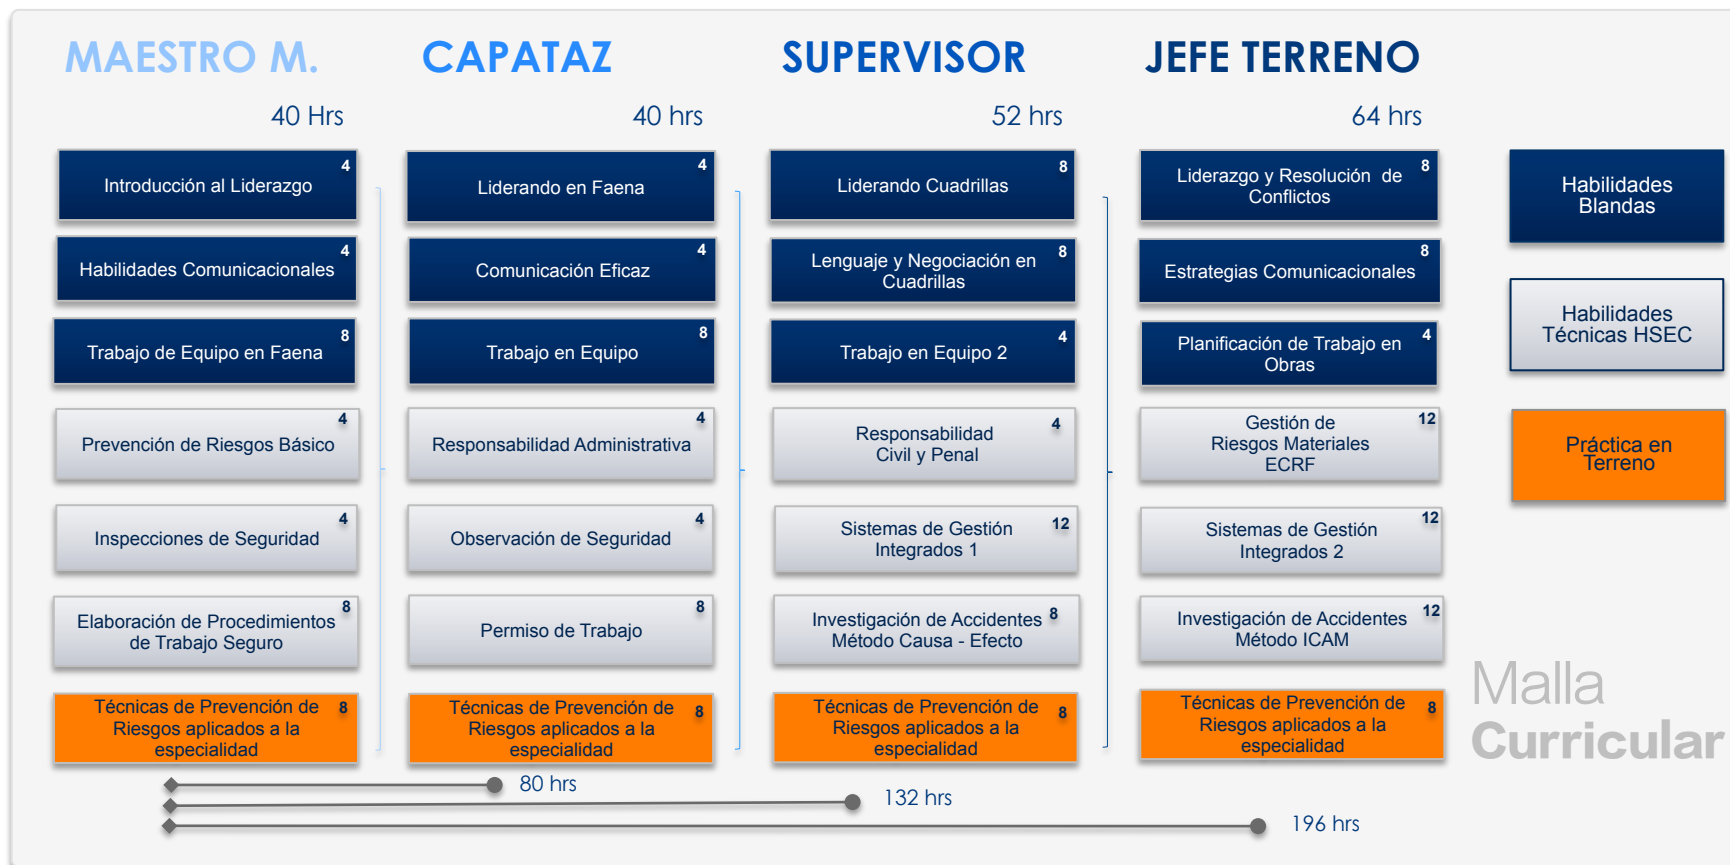 MAESTRO M.
CAPATAZ
SUPERVISOR
JEFE TERRENO
40 Hrs
40 hrs
52 hrs
64 hrs
Introducción al Liderazgo
4
Liderando en Faena
4
Liderando Cuadrillas
8
Liderazgo y Resolución de
Conflictos
8
Habilidades
Blandas
Habilidades Comunicacionales
4
Comunicación Eficaz
4
Lenguaje y Negociación en
Cuadrillas
8
Estrategias Comunicacionales
8
Habilidades
Técnicas HSEC
Trabajo de Equipo en Faena
8
Trabajo en Equipo
8
Trabajo en Equipo 2
4
Planificación de Trabajo en
Obras
4
Prevención de Riesgos Básico
4
Responsabilidad Administrativa
4
Responsabilidad
Civil y Penal
4
Gestión de
Riesgos Materiales
ECRF
12
Práctica en
Terreno
Inspecciones de Seguridad
4
Observación de Seguridad
4
Sistemas de Gestión
Integrados 1
12
Sistemas de Gestión
Integrados 2
12
Elaboración de Procedimientos
de Trabajo Seguro
8
Permiso de Trabajo
8
Investigación de Accidentes
Método Causa - Efecto
8
Investigación de Accidentes
Método ICAM
12
Técnicas de Prevención de
Riesgos aplicados a la
especialidad
8
Técnicas de Prevención de
Riesgos aplicados a la
especialidad
8
Técnicas de Prevención de
Riesgos aplicados a la
especialidad
8
Técnicas de Prevención de
Riesgos aplicados a la
especialidad
8
Malla
Curricular
80 hrs
132 hrs
196 hrs